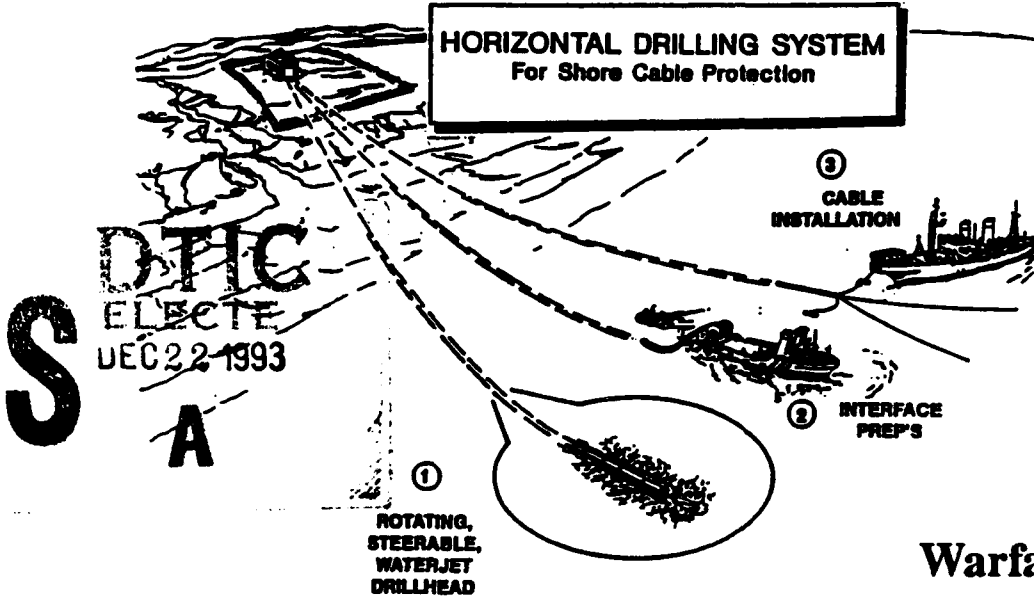 HORIZONTAL DRILLING SYSTEM
For Shore Cable Protection
3
CABLE
INSTALLATION
DTIC
ELECTE
DEC 22 1993
S
A
2
INTERFACE
PREP'S
1
ROTATING,
STEERABLE,
WATERJET
DRILLHEAD
Warfa